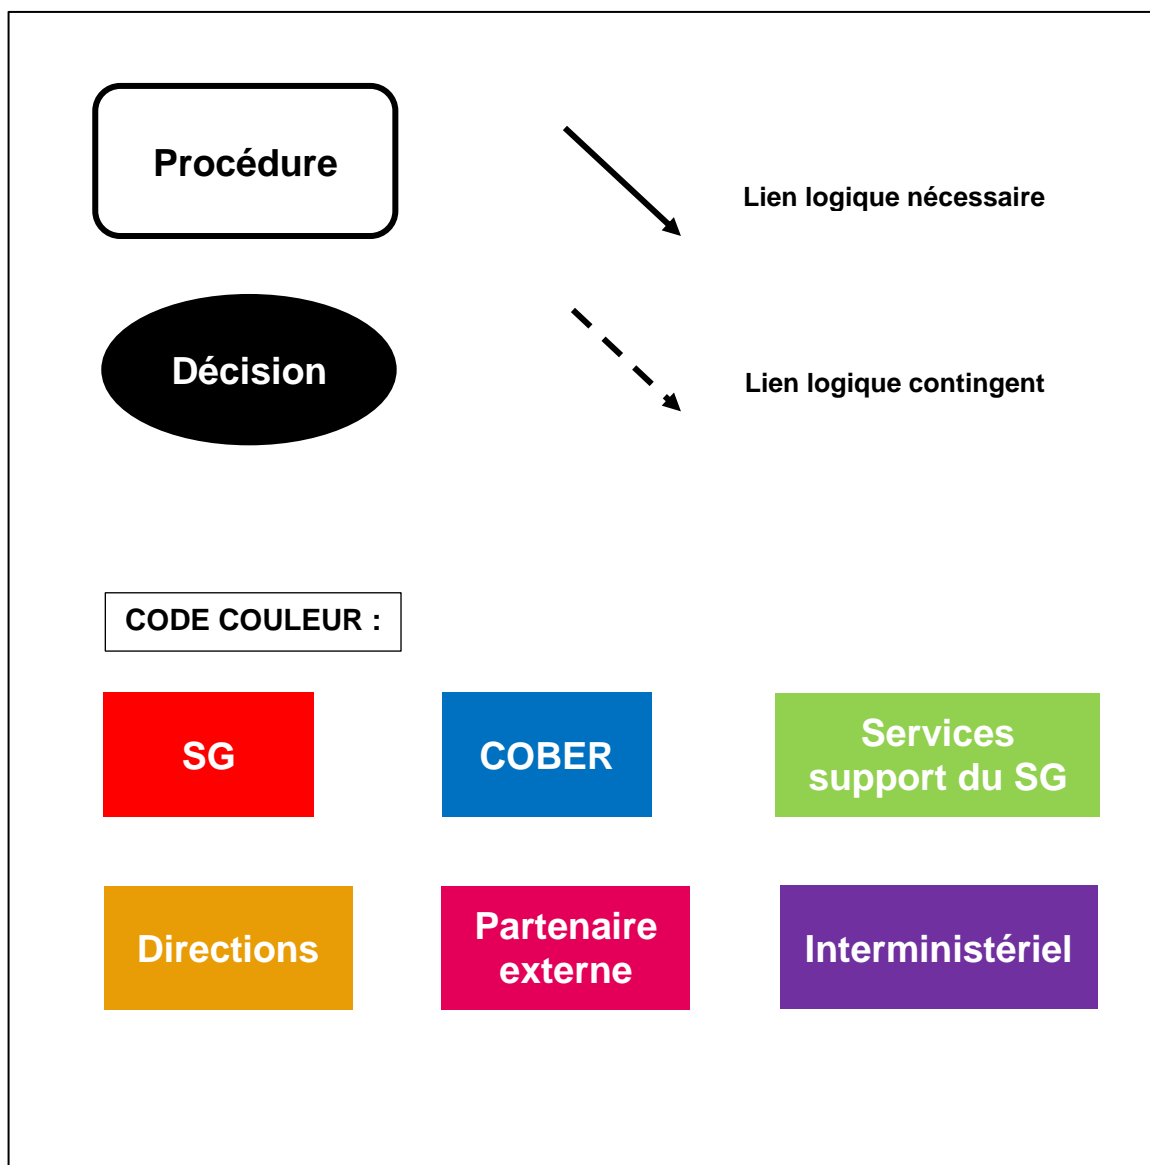 Procédure
Lien logique nécessaire
Décision
Lien logique contingent
CODE COULEUR :
SG
COBER
Services
support du SG
Directions
Partenaire
externe
Interministériel